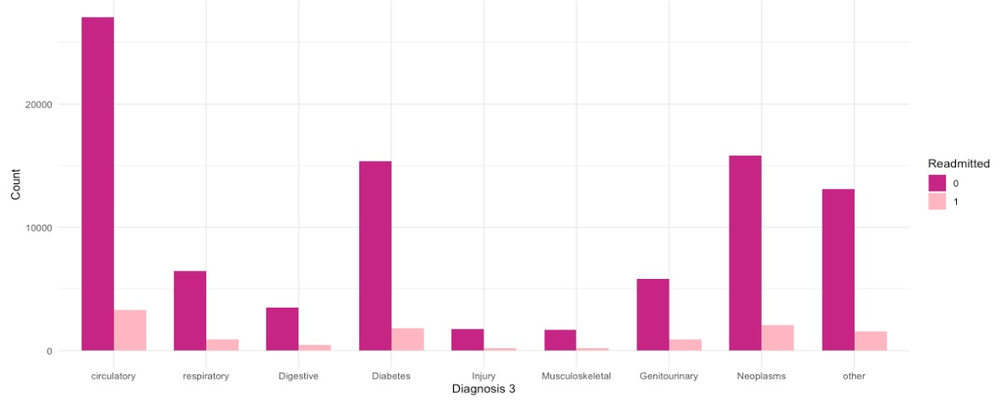 20000
10000
0
Count
circulatory respiratory Digestive Diabetes Injury Musculoskeletal Genitourinary Neoplasms other
Diagnosis 3
Readmitted
0
1